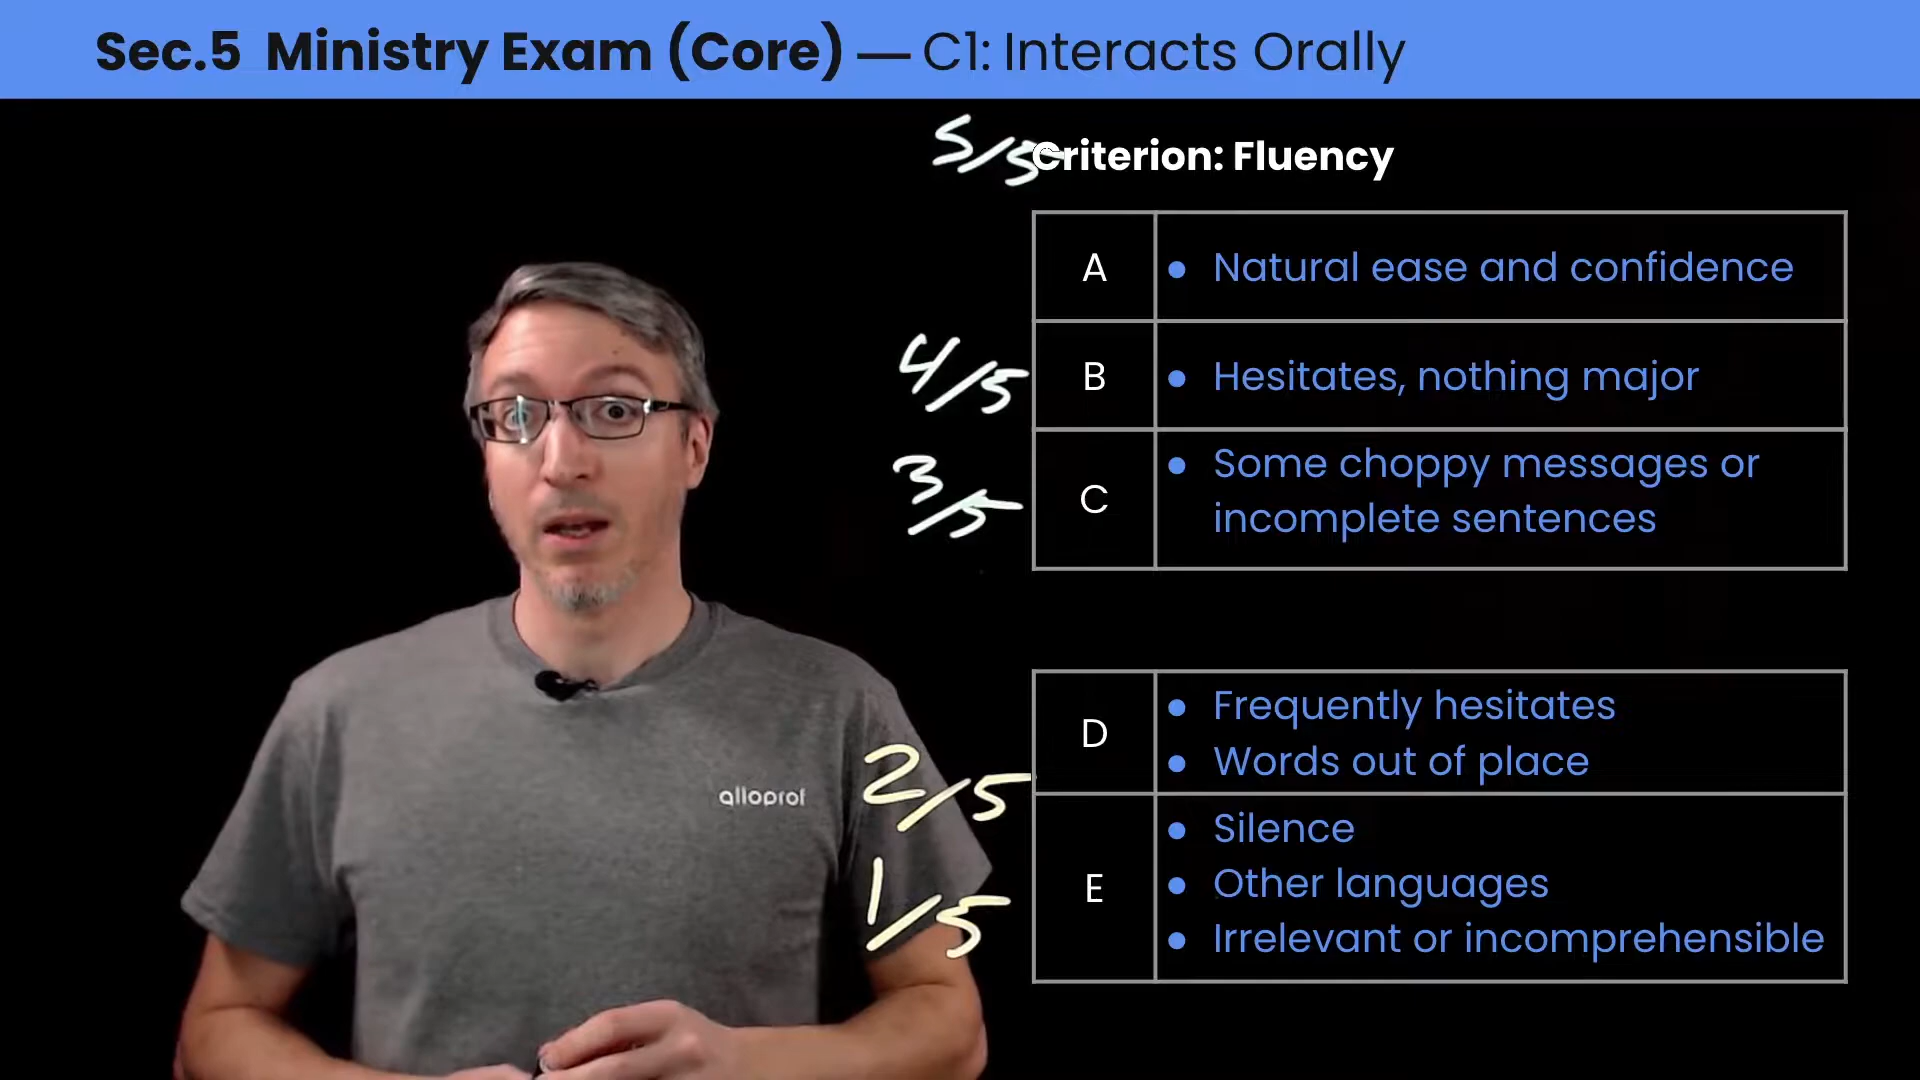 Sec.5 Ministry Exam (Core) — C1: Interacts Orally
5/5
Criterion: Fluency
A
• Natural ease and confidence
4/5
B
• Hesitates, nothing major
3/5
C
• Some choppy messages or
incomplete sentences
2/5
D
• Frequently hesitates
• Words out of place
1/5
E
• Silence
• Other languages
• Irrelevant or incomprehensible
alloprof